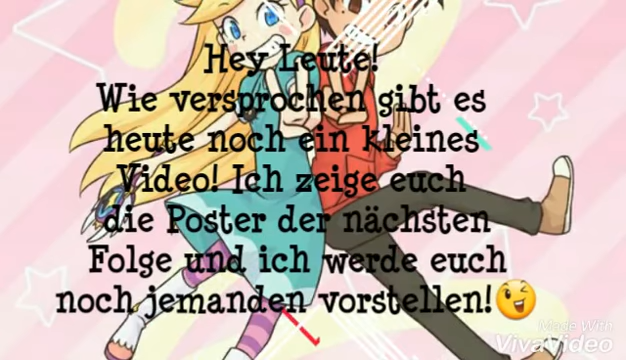 Hey Leute!
Wie versprochen gibt es
heute noch ein kleines
Video! Ich zeige euch
die Poster der nächsten
Folge und ich werde euch
noch jemanden vorstellen!😉
Made With
VivaVideo